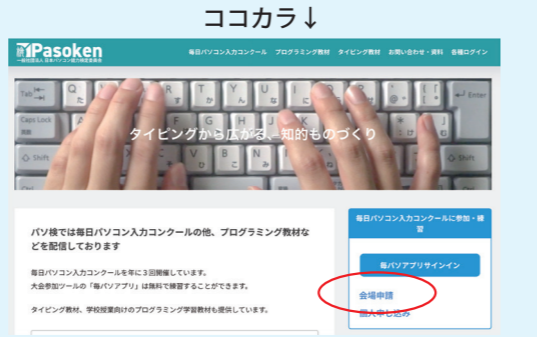 ココカラ↓
Pasoken
一般社団法人 日本パソコン能力検定委員会
毎日パソコン入力コンクール プログラミング教材 タイピング教材 お問い合わせ・資料 各種ログイン
タイピングから広がる、知的ものづくり
パソ検では毎日パソコン入力コンクールの他、プログラミング教材な
どを配信しております
毎日パソコン入力コンクールを年に3回開催しています。
大会参加ツールの「毎パソアプリ」は無料で練習することができます。
タイピング教材、学校授業向けのプログラミング学習教材も提供しています。
毎日パソコン入力コンクールに参加・練
習
毎パソアプリサインイン
会場申請
個人申し込み